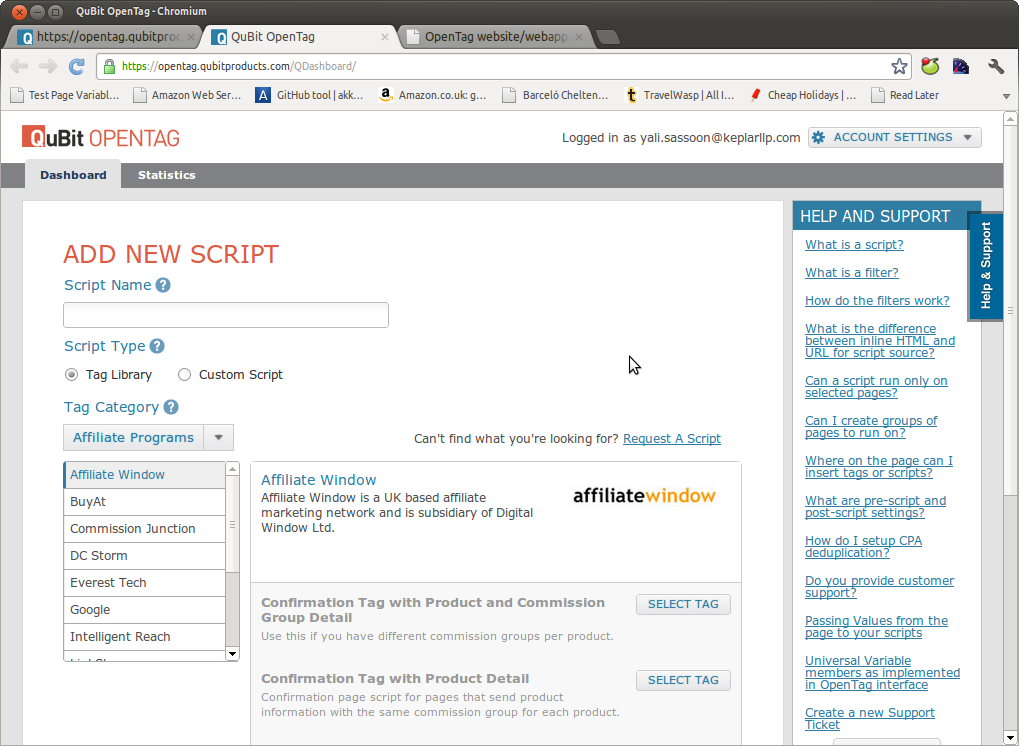 QuBit OpenTag - Chromium
https://opentag.qubitpro
QuBit OpenTag
OpenTag website/webapp
https://opentag.qubitproducts.com/QDashboard/
Test Page Variabl...
Amazon Web Ser...
GitHub tool | akk...
Amazon.co.uk: g...
Barceló Chelten...
TravelWasp | All I...
Cheap Holidays | ...
Read Later
QuBit OPENTAG
Logged in as yali.sassoon@keplarllp.com
ACCOUNT SETTINGS
Dashboard
Statistics
ADD NEW SCRIPT
Script Name ?
Script Type ?
Tag Library
Custom Script
Tag Category ?
Affiliate Programs
Can't find what you're looking for? Request A Script
Affiliate Window
BuyAt
Commission Junction
DC Storm
Everest Tech
Google
Intelligent Reach
Affiliate Window
Affiliate Window is a UK based affiliate
marketing network and is subsidiary of Digital
Window Ltd.
affiliatewindow
Confirmation Tag with Product and Commission
Group Detail
Use this if you have different commission groups per product.
SELECT TAG
Confirmation Tag with Product Detail
Confirmation page script for pages that send product
information with the same commission group for each product.
SELECT TAG
HELP AND SUPPORT
Help & Support
What is a script?
What is a filter?
How do the filters work?
What is the difference
between inline HTML and
URL for script source?
Can a script run only on
selected pages?
Can I create groups of
pages to run on?
Where on the page can I
insert tags or scripts?
What are pre-script and
post-script settings?
How do I setup CPA
deduplication?
Do you provide customer
support?
Passing Values from the
page to your scripts
Universal Variable
members as implemented
in OpenTag interface
Create a new Support
Ticket